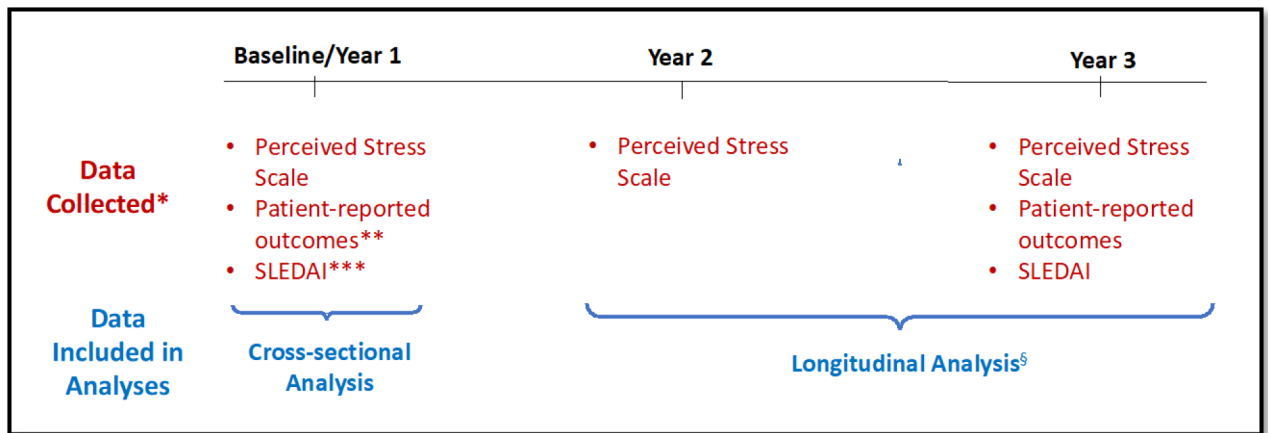 Baseline/Year 1
Year 2
Year 3
Data
Collected*
• Perceived Stress
Scale
• Patient-reported
outcomes**
• SLEDAI***
• Perceived Stress
Scale
• Perceived Stress
Scale
• Patient-reported
outcomes
• SLEDAI
Data
Included in
Analyses
Cross-sectional
Analysis
Longitudinal Analysis§